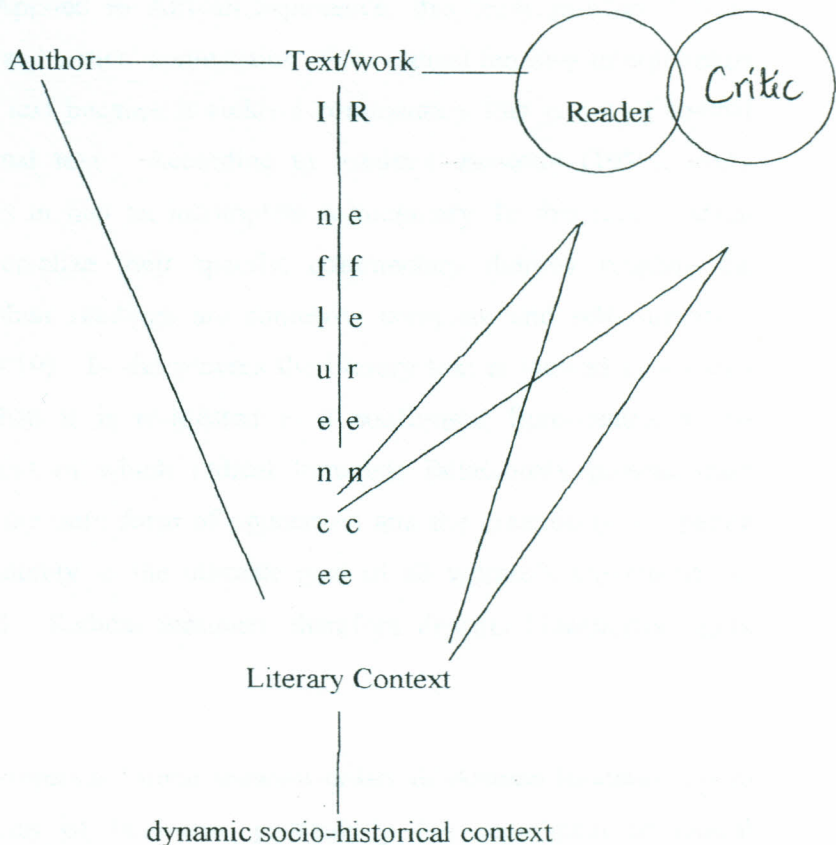 Author Text/work Reader Critic
I R
n e
f f
l e
u r
e e
n n
c c
e e
Literary Context
dynamic socio-historical context